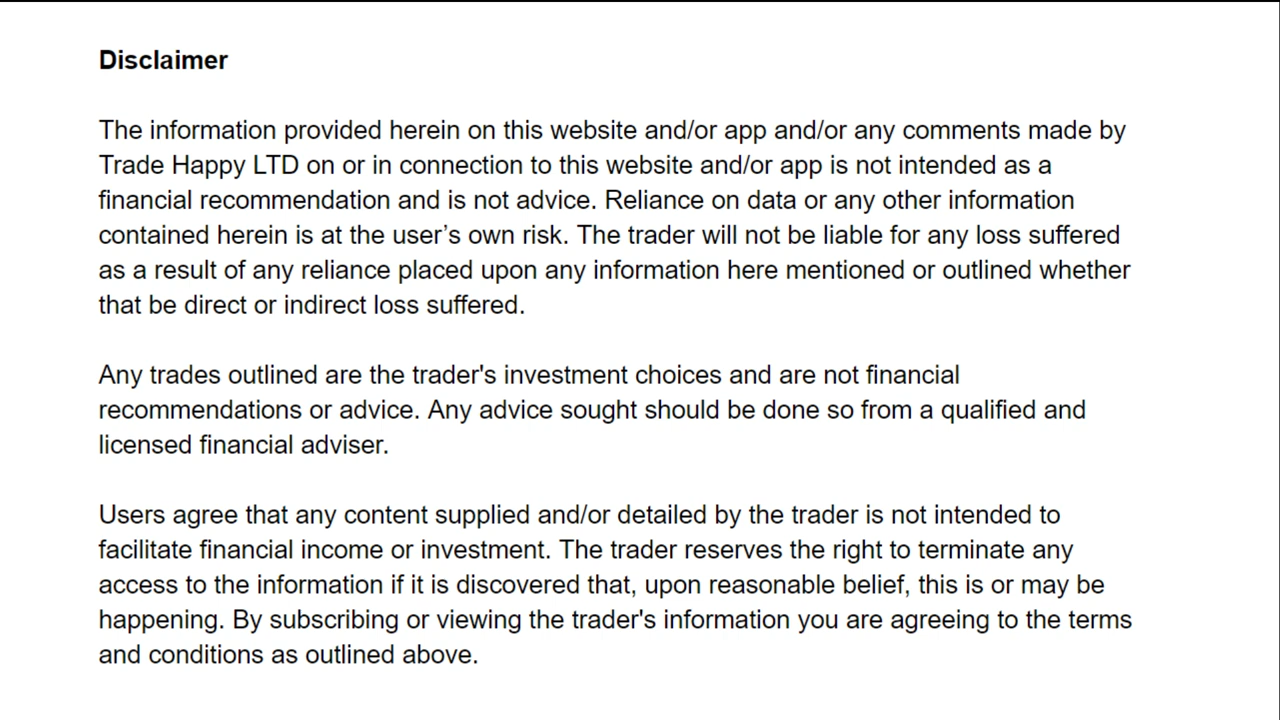 Disclaimer
The information provided herein on this website and/or app and/or any comments made by
Trade Happy LTD on or in connection to this website and/or app is not intended as a
financial recommendation and is not advice. Reliance on data or any other information
contained herein is at the user’s own risk. The trader will not be liable for any loss suffered
as a result of any reliance placed upon any information here mentioned or outlined whether
that be direct or indirect loss suffered.
Any trades outlined are the trader's investment choices and are not financial
recommendations or advice. Any advice sought should be done so from a qualified and
licensed financial adviser.
Users agree that any content supplied and/or detailed by the trader is not intended to
facilitate financial income or investment. The trader reserves the right to terminate any
access to the information if it is discovered that, upon reasonable belief, this is or may be
happening. By subscribing or viewing the trader's information you are agreeing to the terms
and conditions as outlined above.